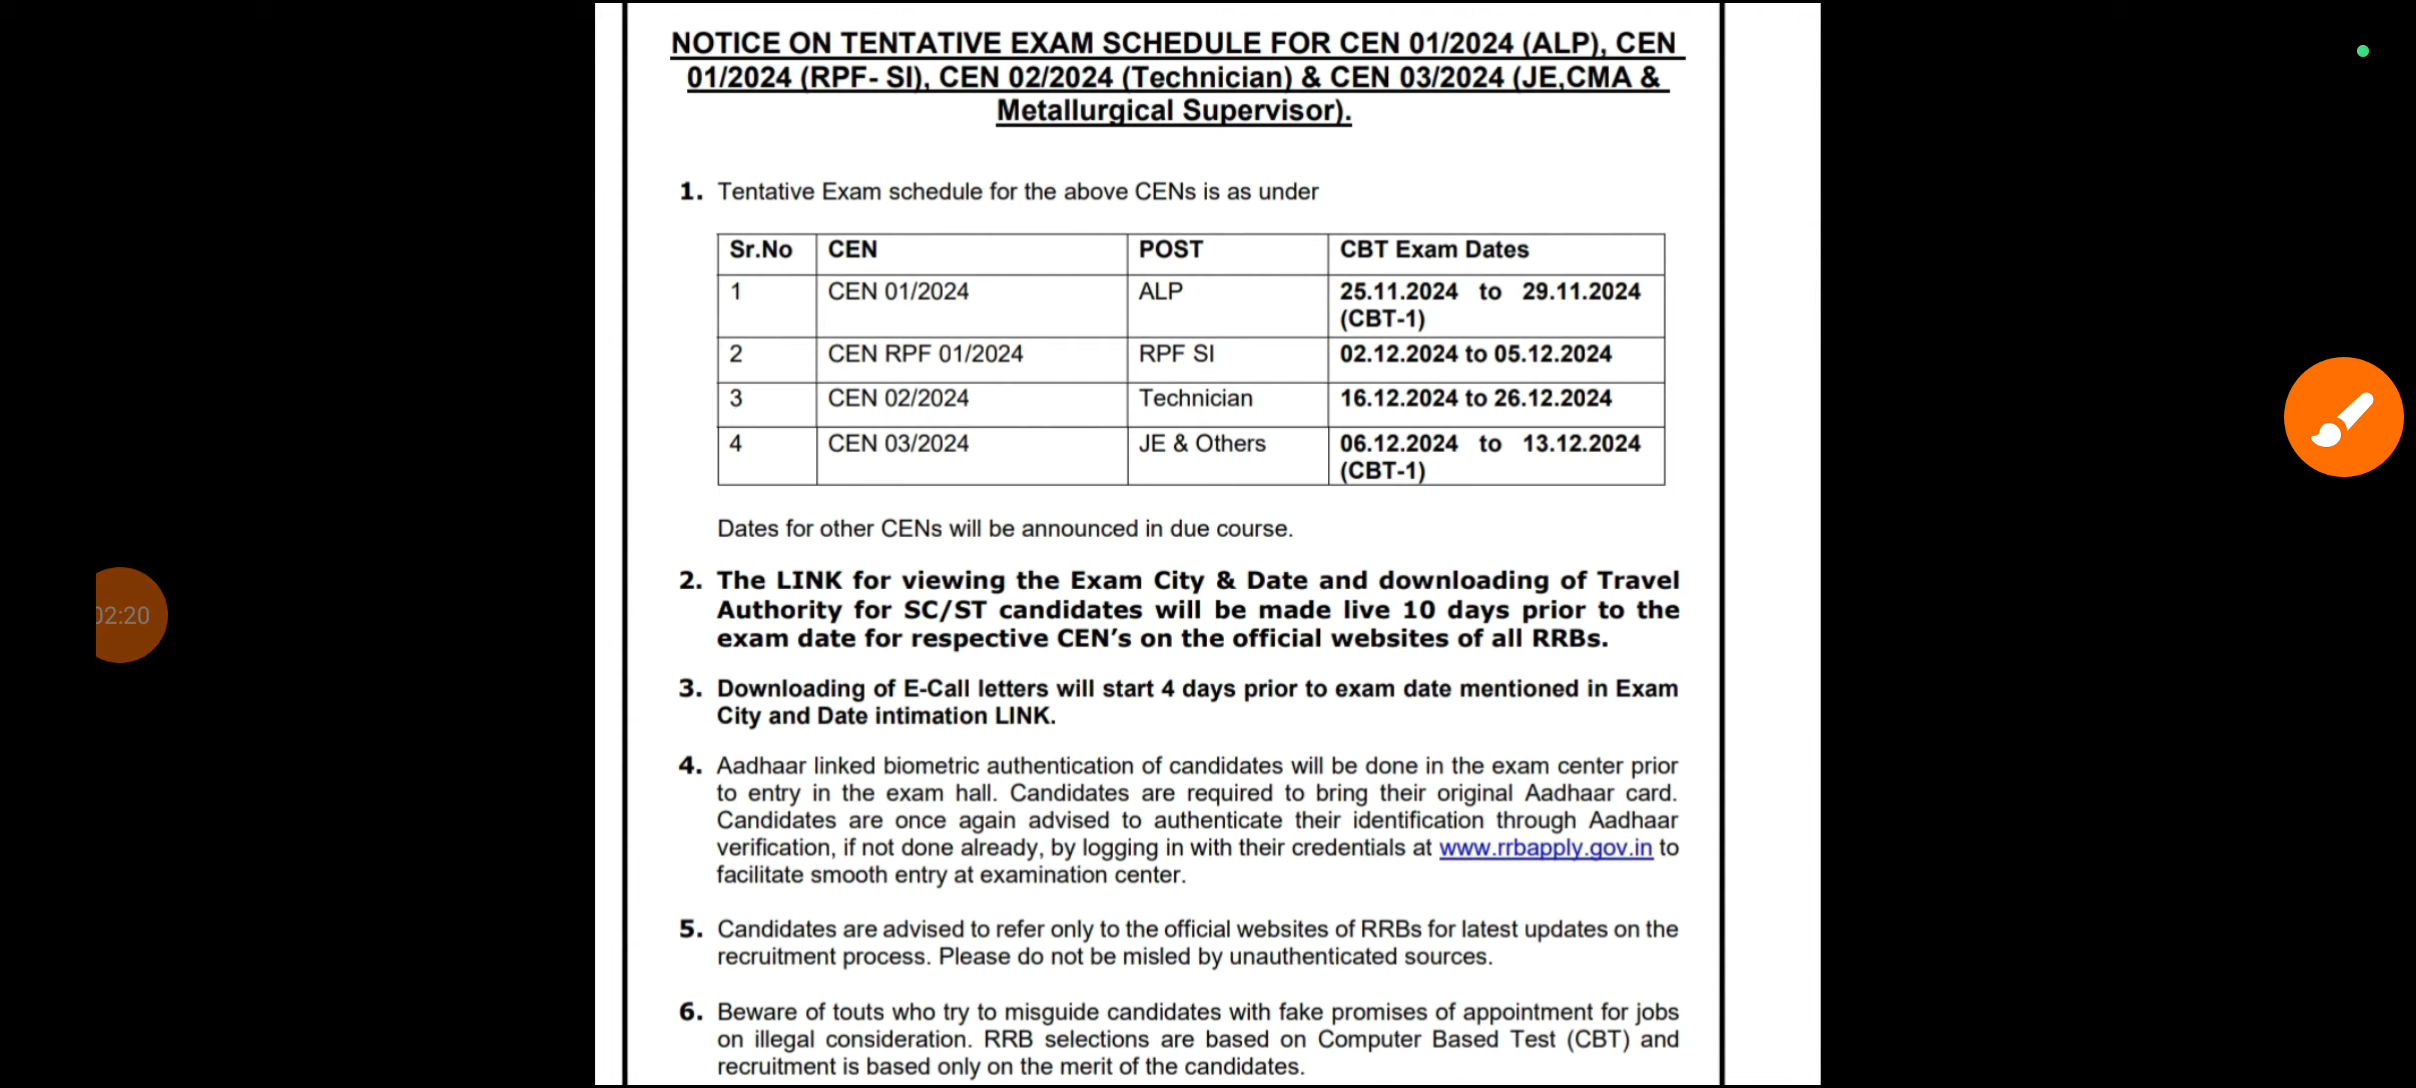 NOTICE ON TENTATIVE EXAM SCHEDULE FOR CEN 01/2024 (ALP), CEN
01/2024 (RPF- SI), CEN 02/2024 (Technician) & CEN 03/2024 (JE,CMA &
Metallurgical Supervisor).
1. Tentative Exam schedule for the above CENs is as under
Sr.No CEN POST CBT Exam Dates
1 CEN 01/2024 ALP 25.11.2024 to 29.11.2024
(CBT-1)
2 CEN RPF 01/2024 RPF SI 02.12.2024 to 05.12.2024
3 CEN 02/2024 Technician 16.12.2024 to 26.12.2024
4 CEN 03/2024 JE & Others 06.12.2024 to 13.12.2024
(CBT-1)
Dates for other CENs will be announced in due course.
2. The LINK for viewing the Exam City & Date and downloading of Travel
Authority for SC/ST candidates will be made live 10 days prior to the
exam date for respective CEN’s on the official websites of all RRBs.
02:20
3. Downloading of E-Call letters will start 4 days prior to exam date mentioned in Exam
City and Date intimation LINK.
4. Aadhaar linked biometric authentication of candidates will be done in the exam center prior
to entry in the exam hall. Candidates are required to bring their original Aadhaar card.
Candidates are once again advised to authenticate their identification through Aadhaar
verification, if not done already, by logging in with their credentials at www.rrbapply.gov.in to
facilitate smooth entry at examination center.
5. Candidates are advised to refer only to the official websites of RRBs for latest updates on the
recruitment process. Please do not be misled by unauthenticated sources.
6. Beware of touts who try to misguide candidates with fake promises of appointment for jobs
on illegal consideration. RRB selections are based on Computer Based Test (CBT) and
recruitment is based only on the merit of the candidates.